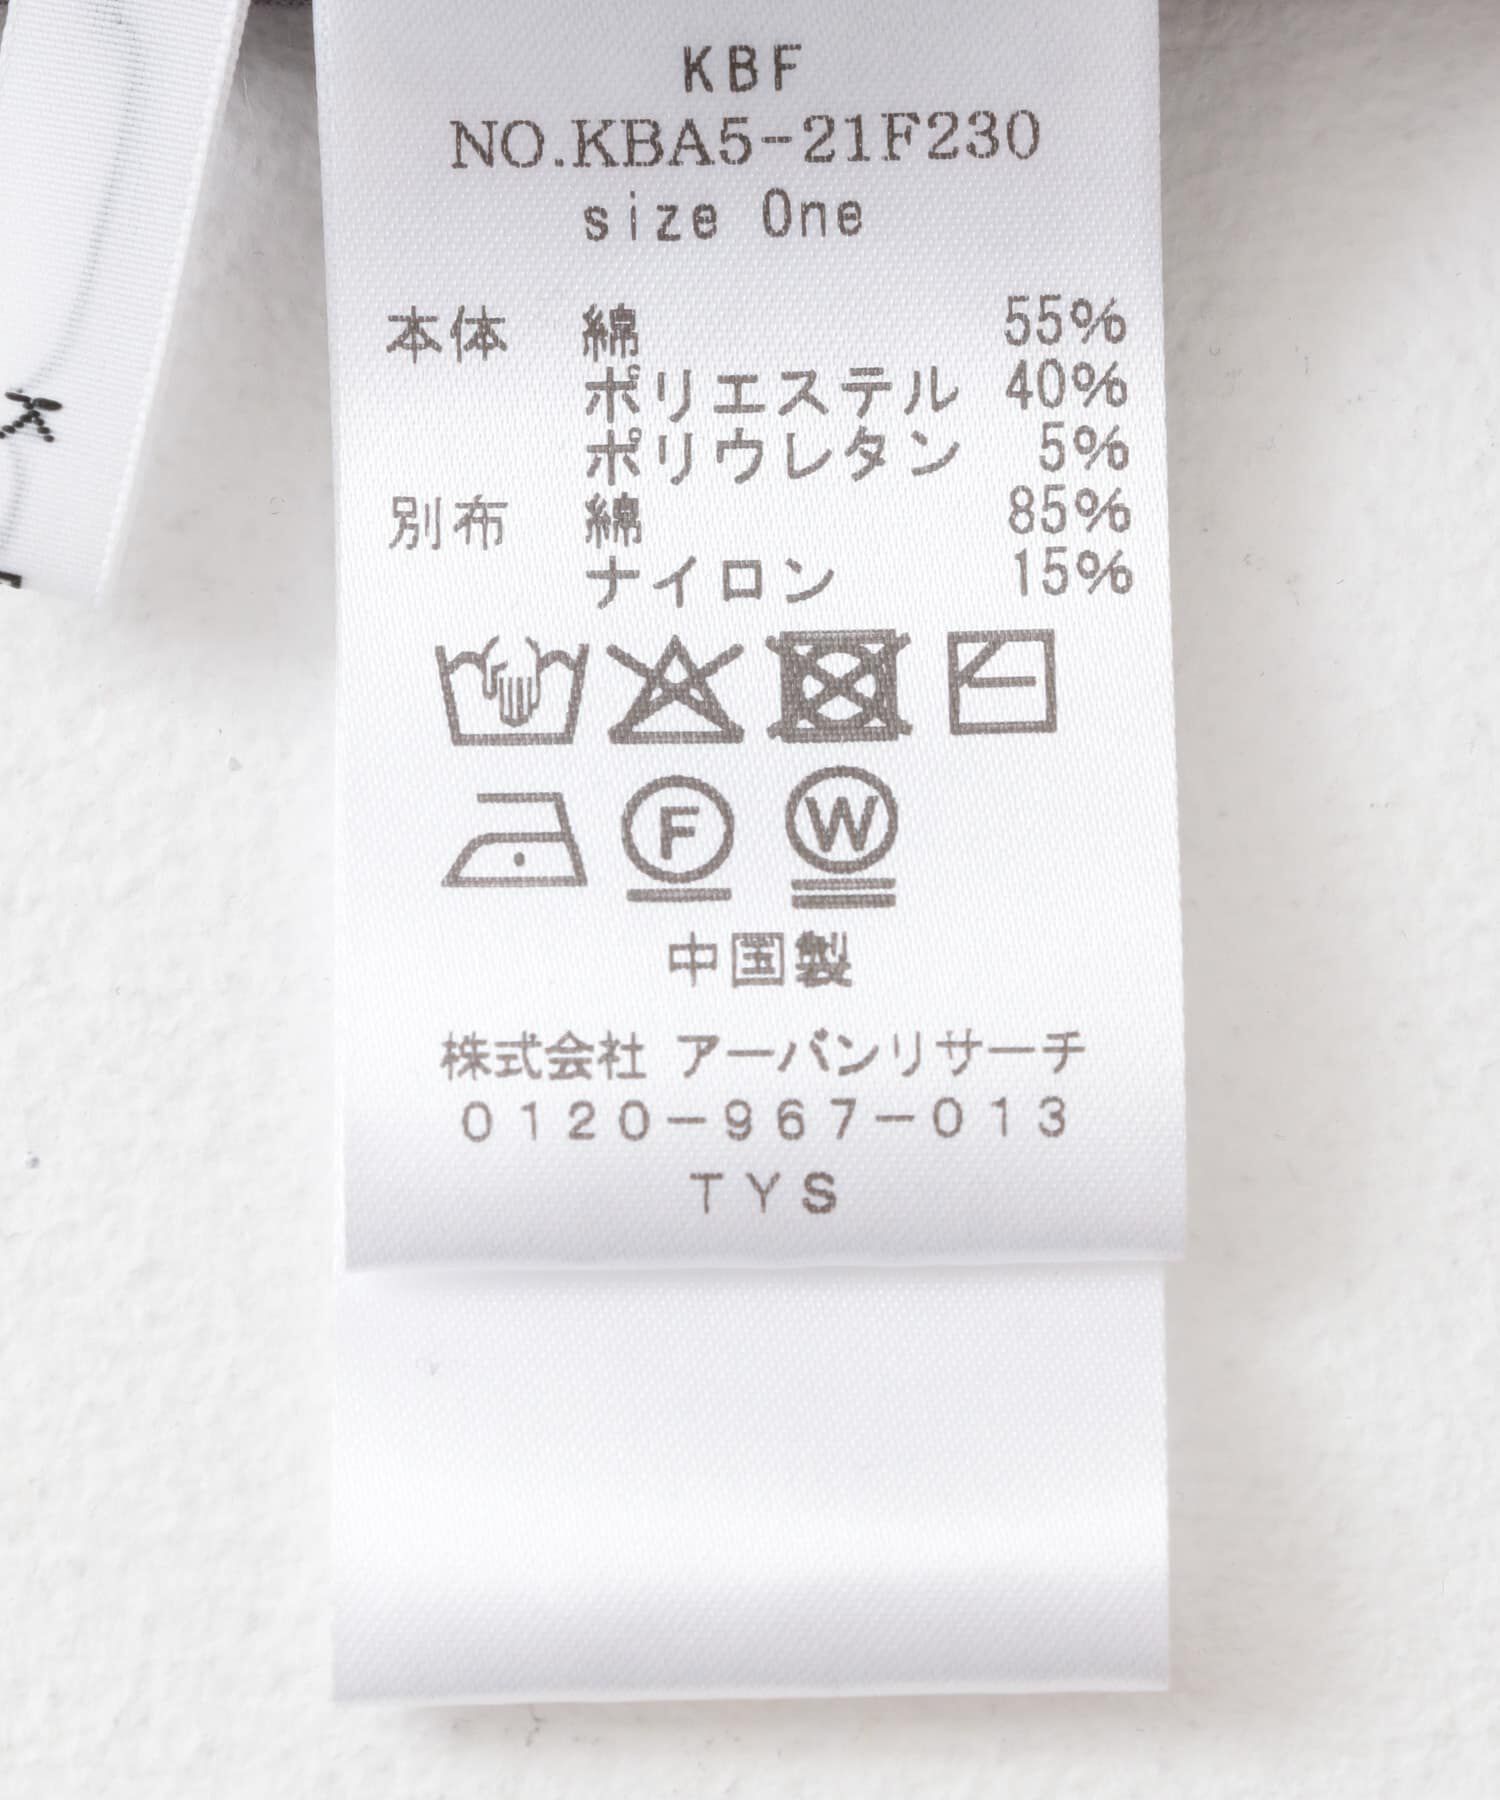 KBF
NO.KBA5-21F230
size One
本体 綿 55%
ポリエステル 40%
ポリウレタン 5%
別布 綿 85%
ナイロン 15%
F W
中国製
株式会社 アーバンリサーチ
0120-967-013
TYS